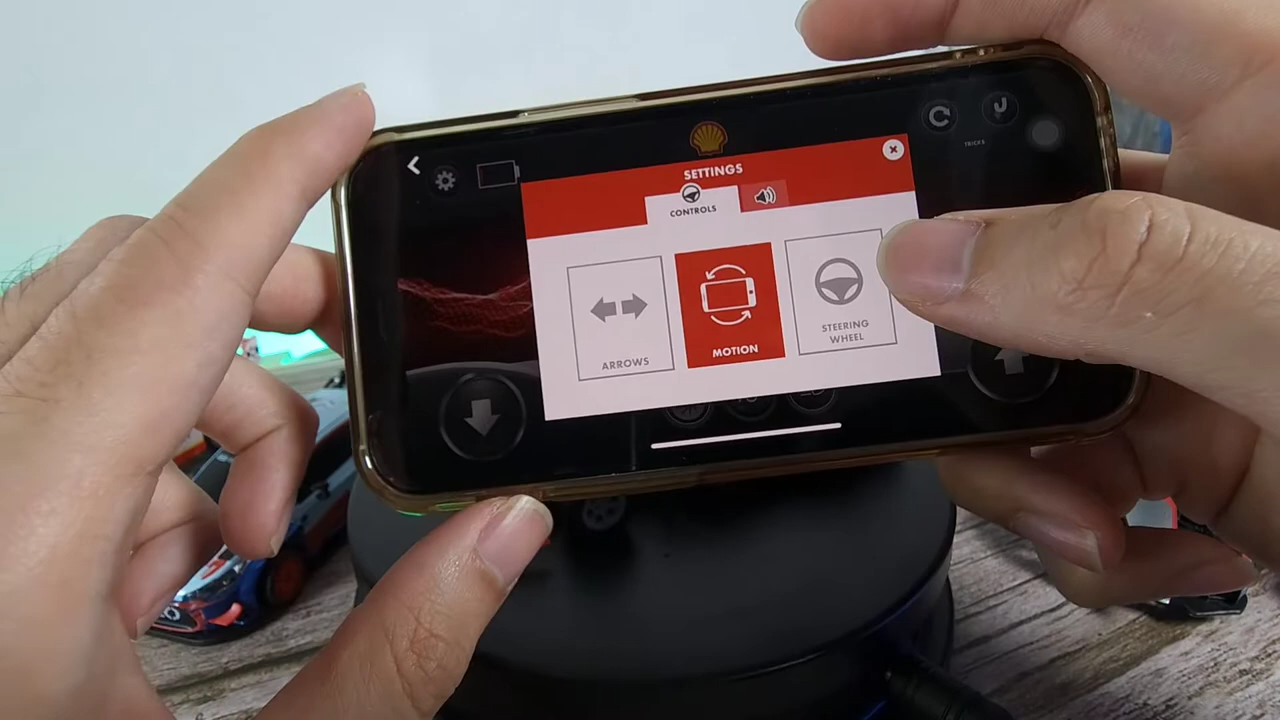 TRICKS
SETTINGS
CONTROLS
ARROWS
MOTION
STEERING
WHEEL